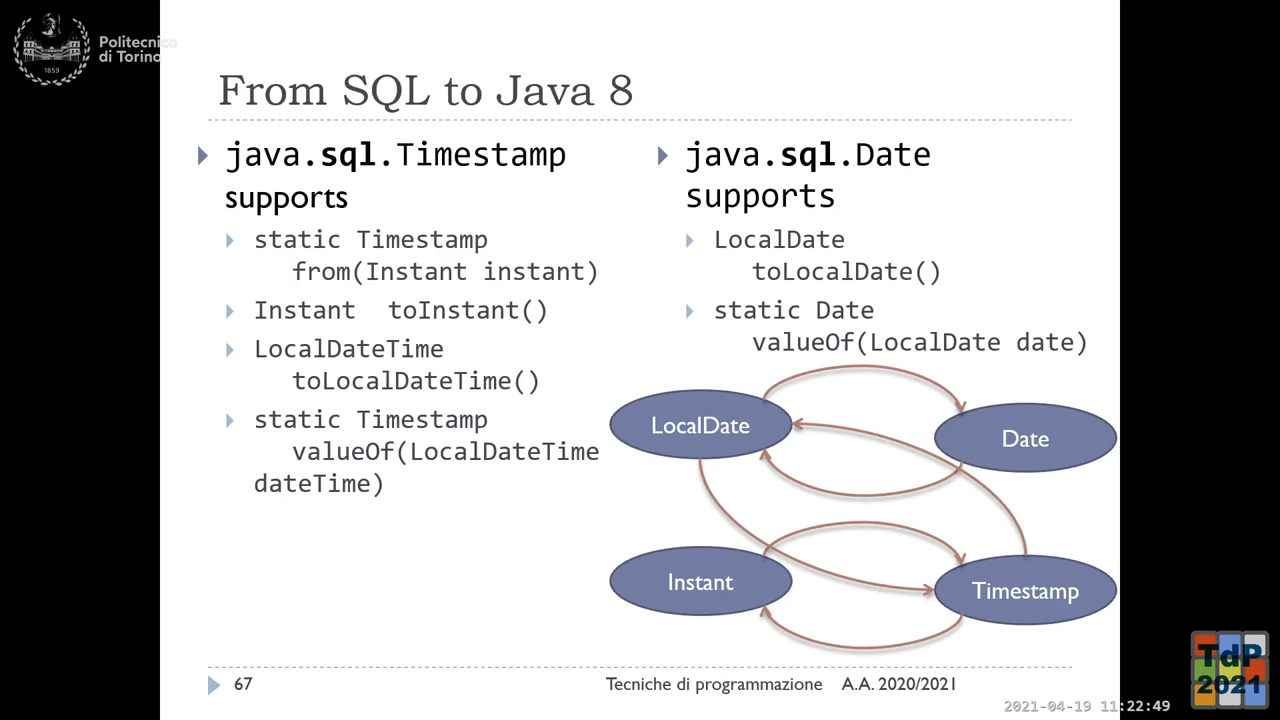 Politecnico
di Torino
1859
From SQL to Java 8
java.sql.Timestamp
supports
static Timestamp
from(Instant instant)
Instant toInstant()
LocalDateTime
toLocalDateTime()
static Timestamp
valueOf(LocalDateTime
dateTime)
java.sql.Date
supports
LocalDate
toLocalDate()
static Date
valueOf(LocalDate date)
LocalDate
Date
Instant
Timestamp
67
Tecniche di programmazione A.A. 2020/2021
TdP
2021
2021-04-19 11:22:49